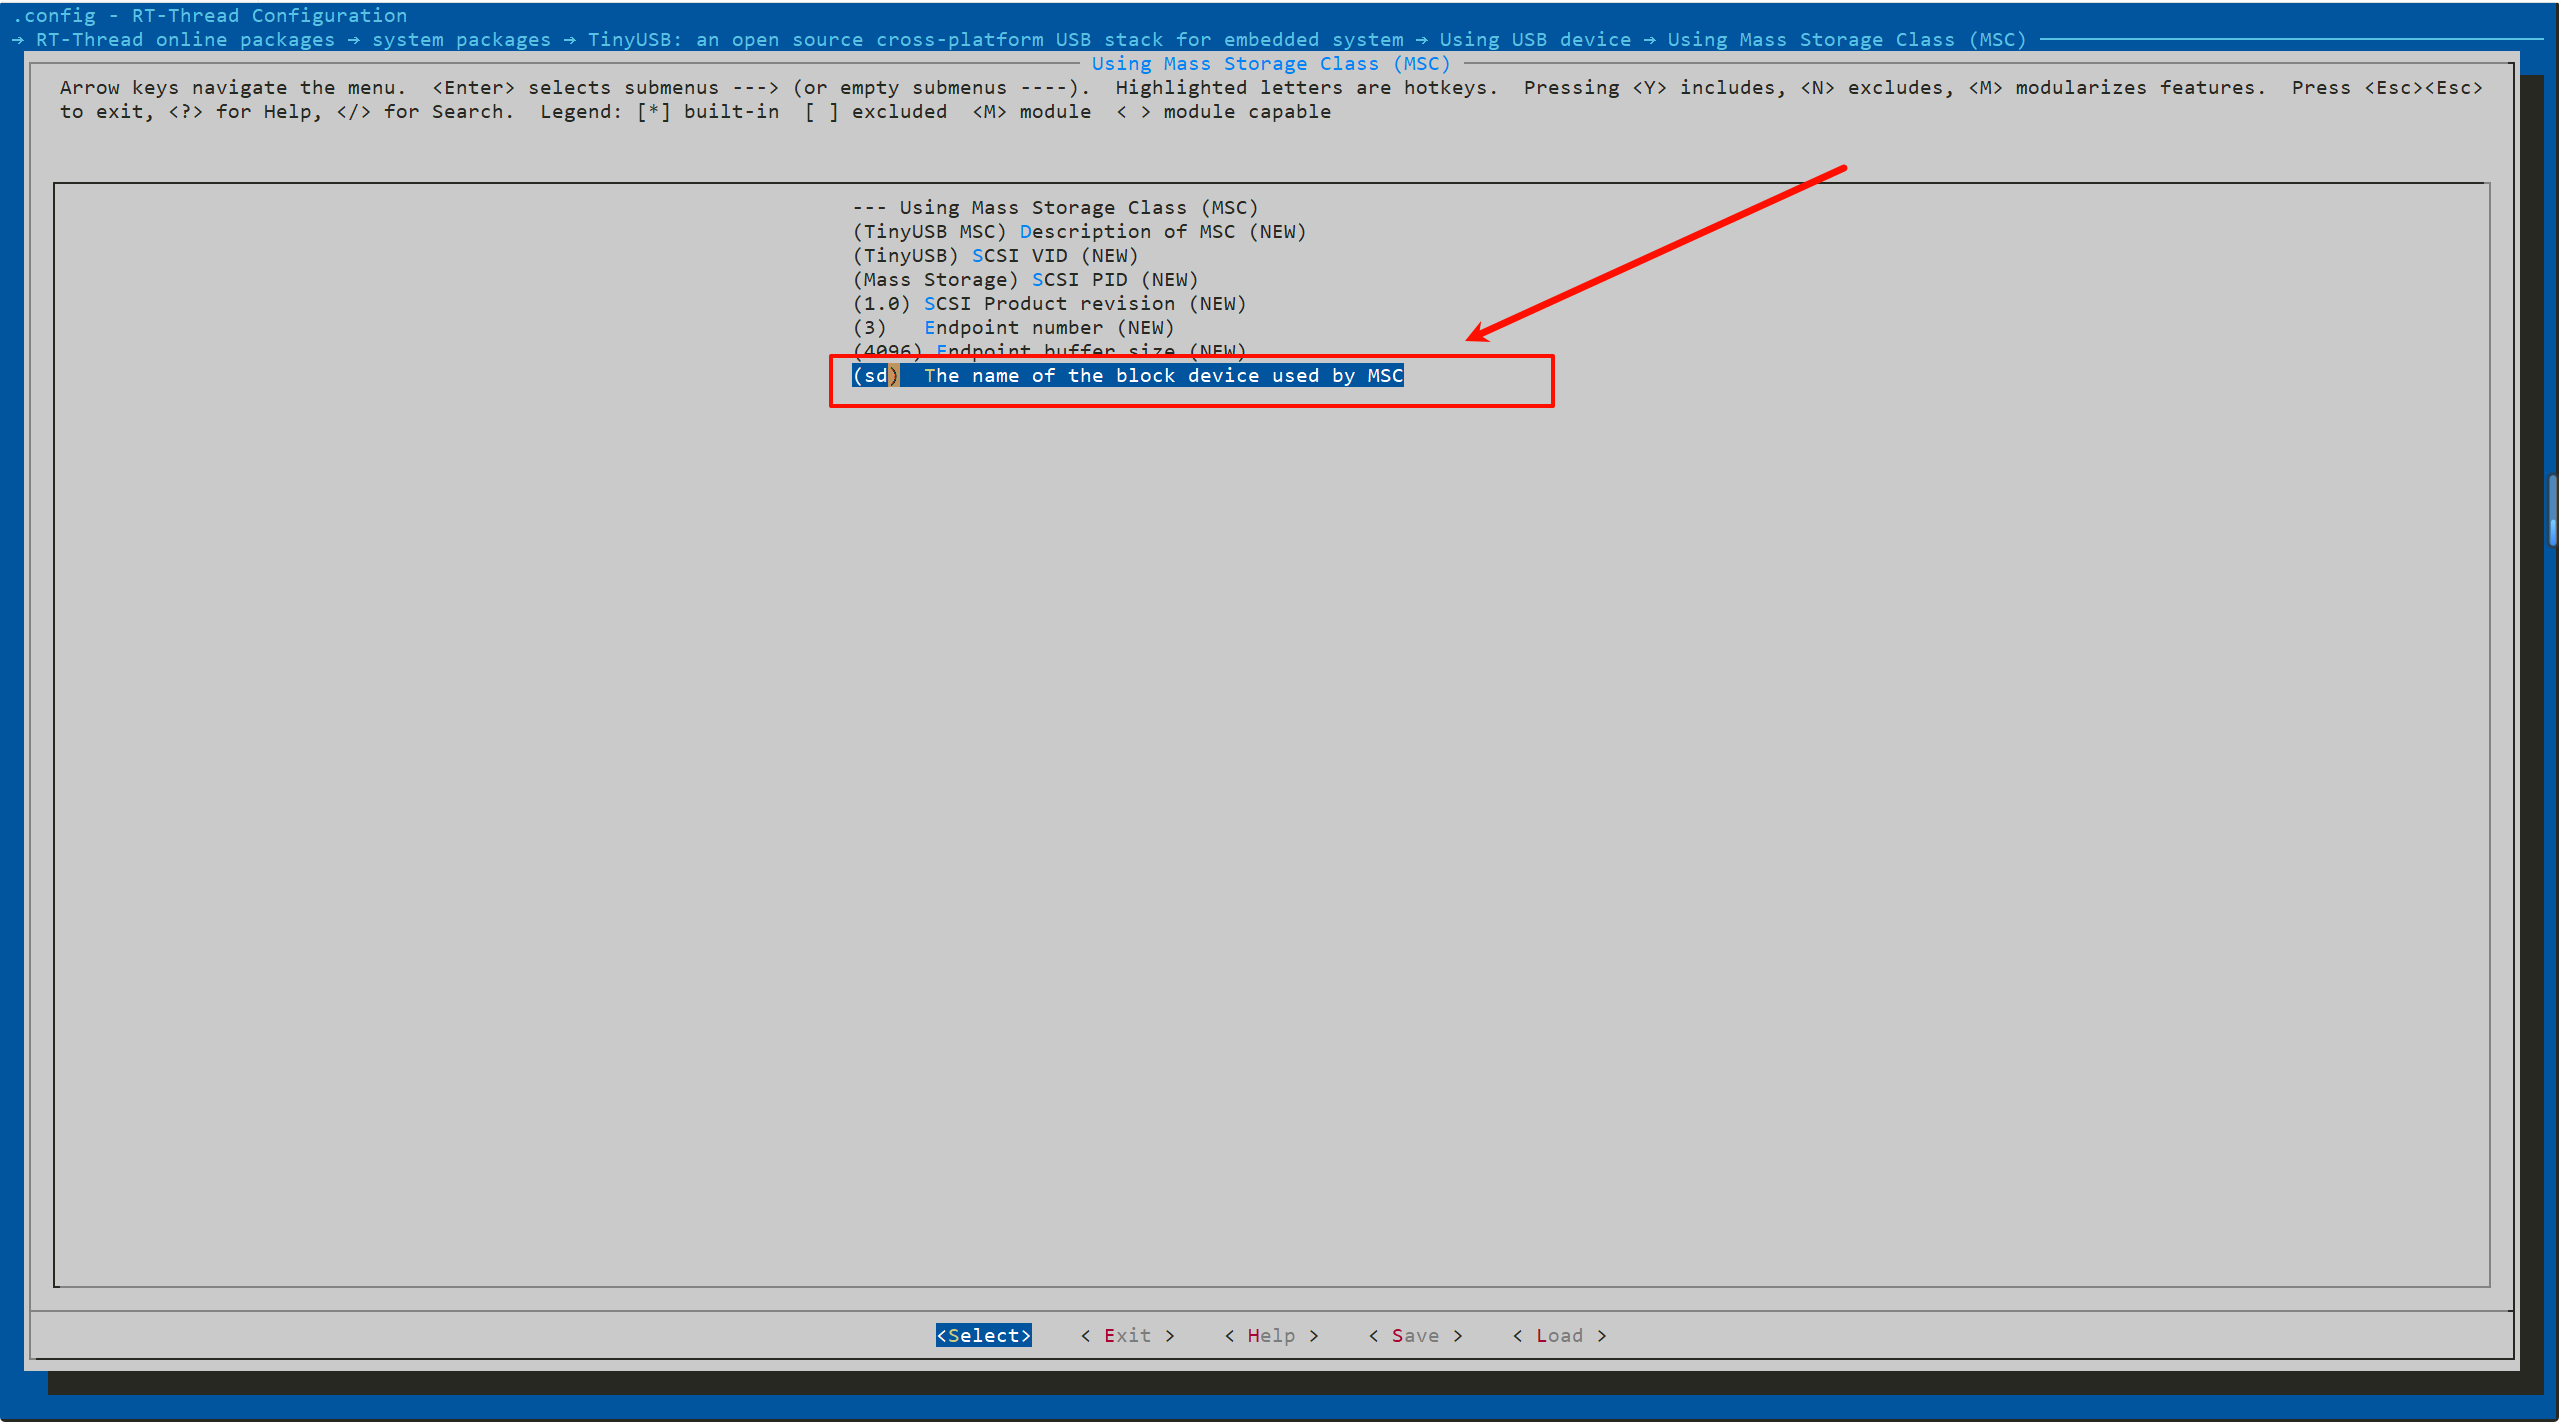 .config - RT-Thread Configuration
→ RT-Thread online packages → system packages → TinyUSB: an open source cross-platform USB stack for embedded system → Using USB device → Using Mass Storage Class (MSC)
Using Mass Storage Class (MSC)
Arrow keys navigate the menu.  <Enter> selects submenus ---> (or empty submenus ----).  Highlighted letters are hotkeys.  Pressing <Y> includes, <N> excludes, <M> modularizes features.  Press <Esc><Esc>
to exit, <?> for Help, </> for Search.  Legend: [*] built-in  [ ] excluded  <M> module  < > module capable
--- Using Mass Storage Class (MSC)
(TinyUSB MSC) Description of MSC (NEW)
(TinyUSB) SCSI VID (NEW)
(Mass Storage) SCSI PID (NEW)
(1.0) SCSI Product revision (NEW)
(3)   Endpoint number (NEW)
(4096) Endpoint buffer size (NEW)
(sd)  The name of the block device used by MSC
<Select>    < Exit >    < Help >    < Save >    < Load >